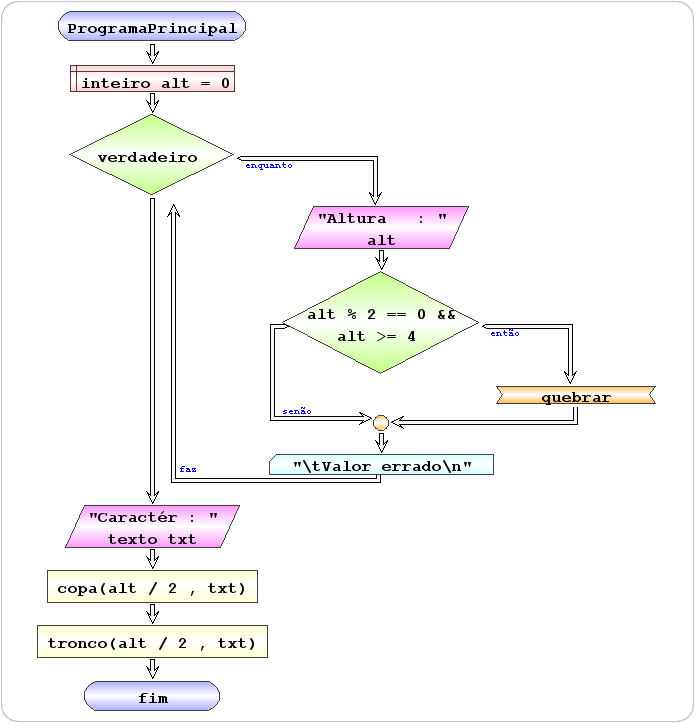 ProgramaPrincipal
inteiro alt = 0
verdadeiro
enquanto
"Altura   : "
alt
alt % 2 == 0 &&
alt >= 4
então
quebrar
senão
"\tValor errado\n"
faz
"Caractér : "
texto txt
copa(alt / 2 , txt)
tronco(alt / 2 , txt)
fim